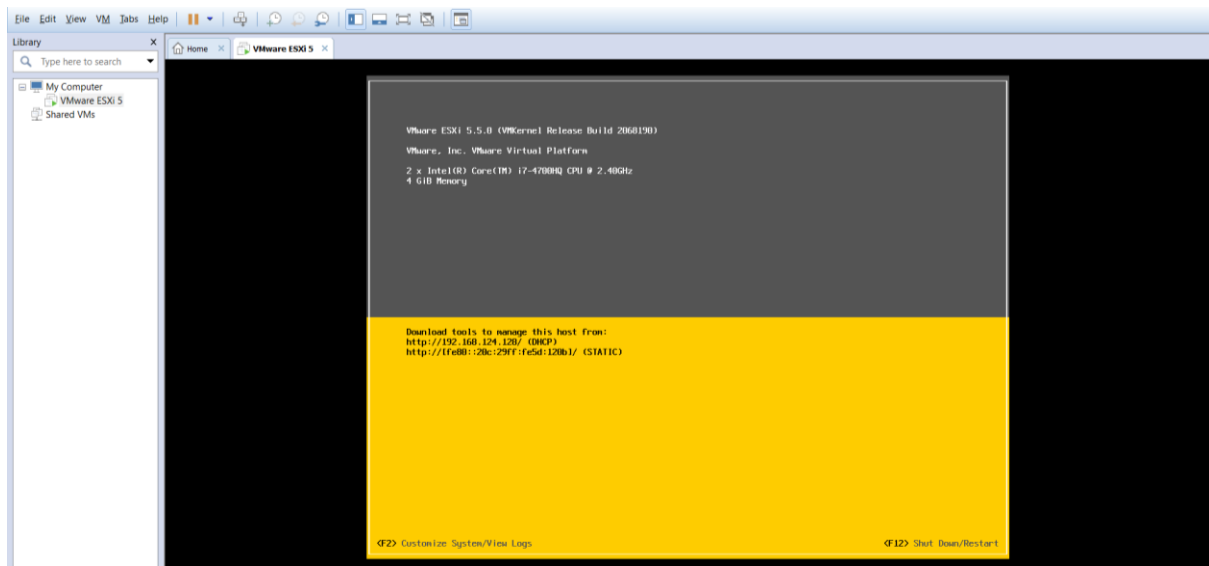 File Edit View VM Tabs Help
Library X
Home × VMware ESXi 5 ×
Type here to search
My Computer
VMware ESXi 5
Shared VMs
VMware ESXi 5.5.0 (VMKernel Release Build 2068190)
VMware, Inc. VMware Virtual Platform
2 x Intel(R) Core(TM) i7-4700HQ CPU @ 2.40GHz
4 GiB Memory
Download tools to manage this host from:
http://192.168.124.128/ (DHCP)
http://[fe80::20c:29ff:fe5d:120b]/ (STATIC)
<F2> Customize System/View Logs
<F12> Shut Down/Restart